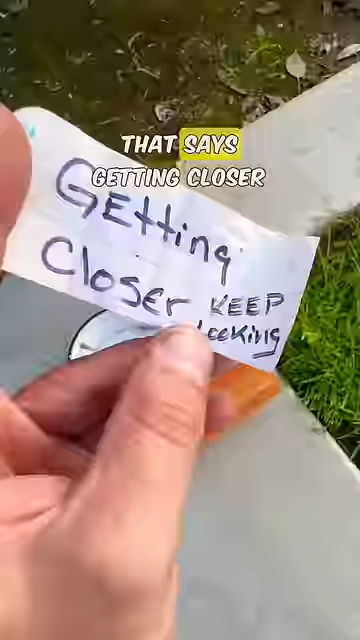 THAT SAYS
GETTING CLOSER
GEtting
Closer KEEP
Looking